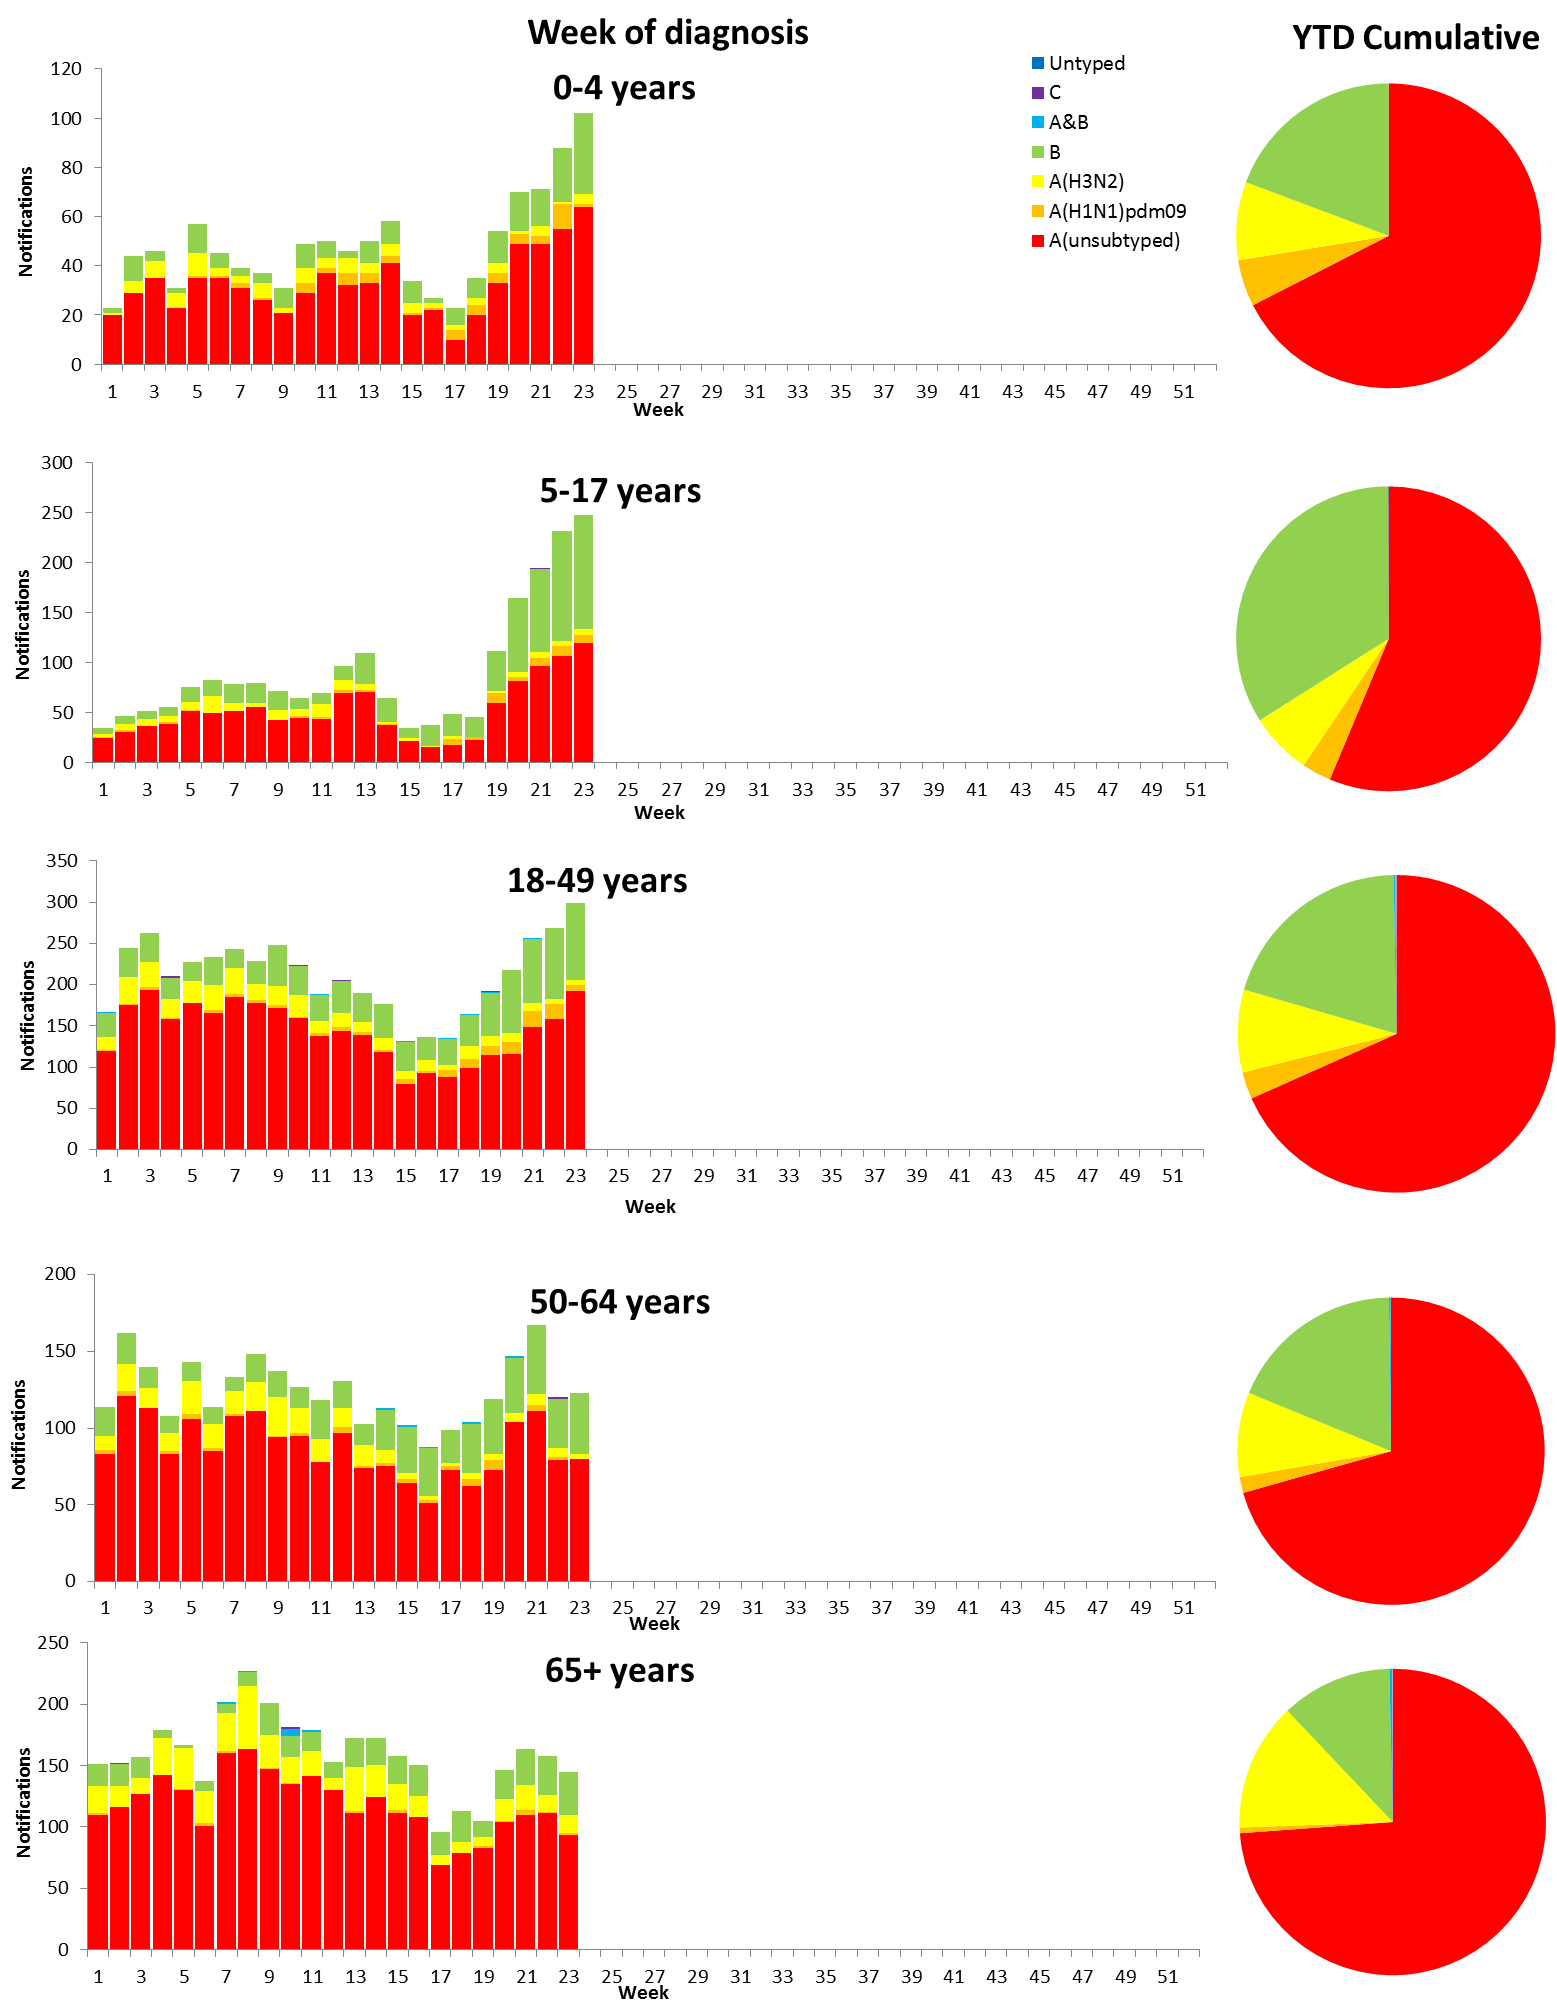 Week of diagnosis
YTD Cumulative
0-4 years
Untyped
C
A&B
B
A(H3N2)
A(H1N1)pdm09
A(unsubtyped)
Notifications
120
100
80
60
40
20
0
1 3 5 7 9 11 13 15 17 19 21 23 25 27 29 31 33 35 37 39 41 43 45 47 49 51
Week
5-17 years
Notifications
300
250
200
150
100
50
0
1 3 5 7 9 11 13 15 17 19 21 23 25 27 29 31 33 35 37 39 41 43 45 47 49 51
Week
18-49 years
Notifications
350
300
250
200
150
100
50
0
1 3 5 7 9 11 13 15 17 19 21 23 25 27 29 31 33 35 37 39 41 43 45 47 49 51
Week
50-64 years
Notifications
200
150
100
50
0
1 3 5 7 9 11 13 15 17 19 21 23 25 27 29 31 33 35 37 39 41 43 45 47 49 51
Week
65+ years
Notifications
250
200
150
100
50
0
1 3 5 7 9 11 13 15 17 19 21 23 25 27 29 31 33 35 37 39 41 43 45 47 49 51
Week